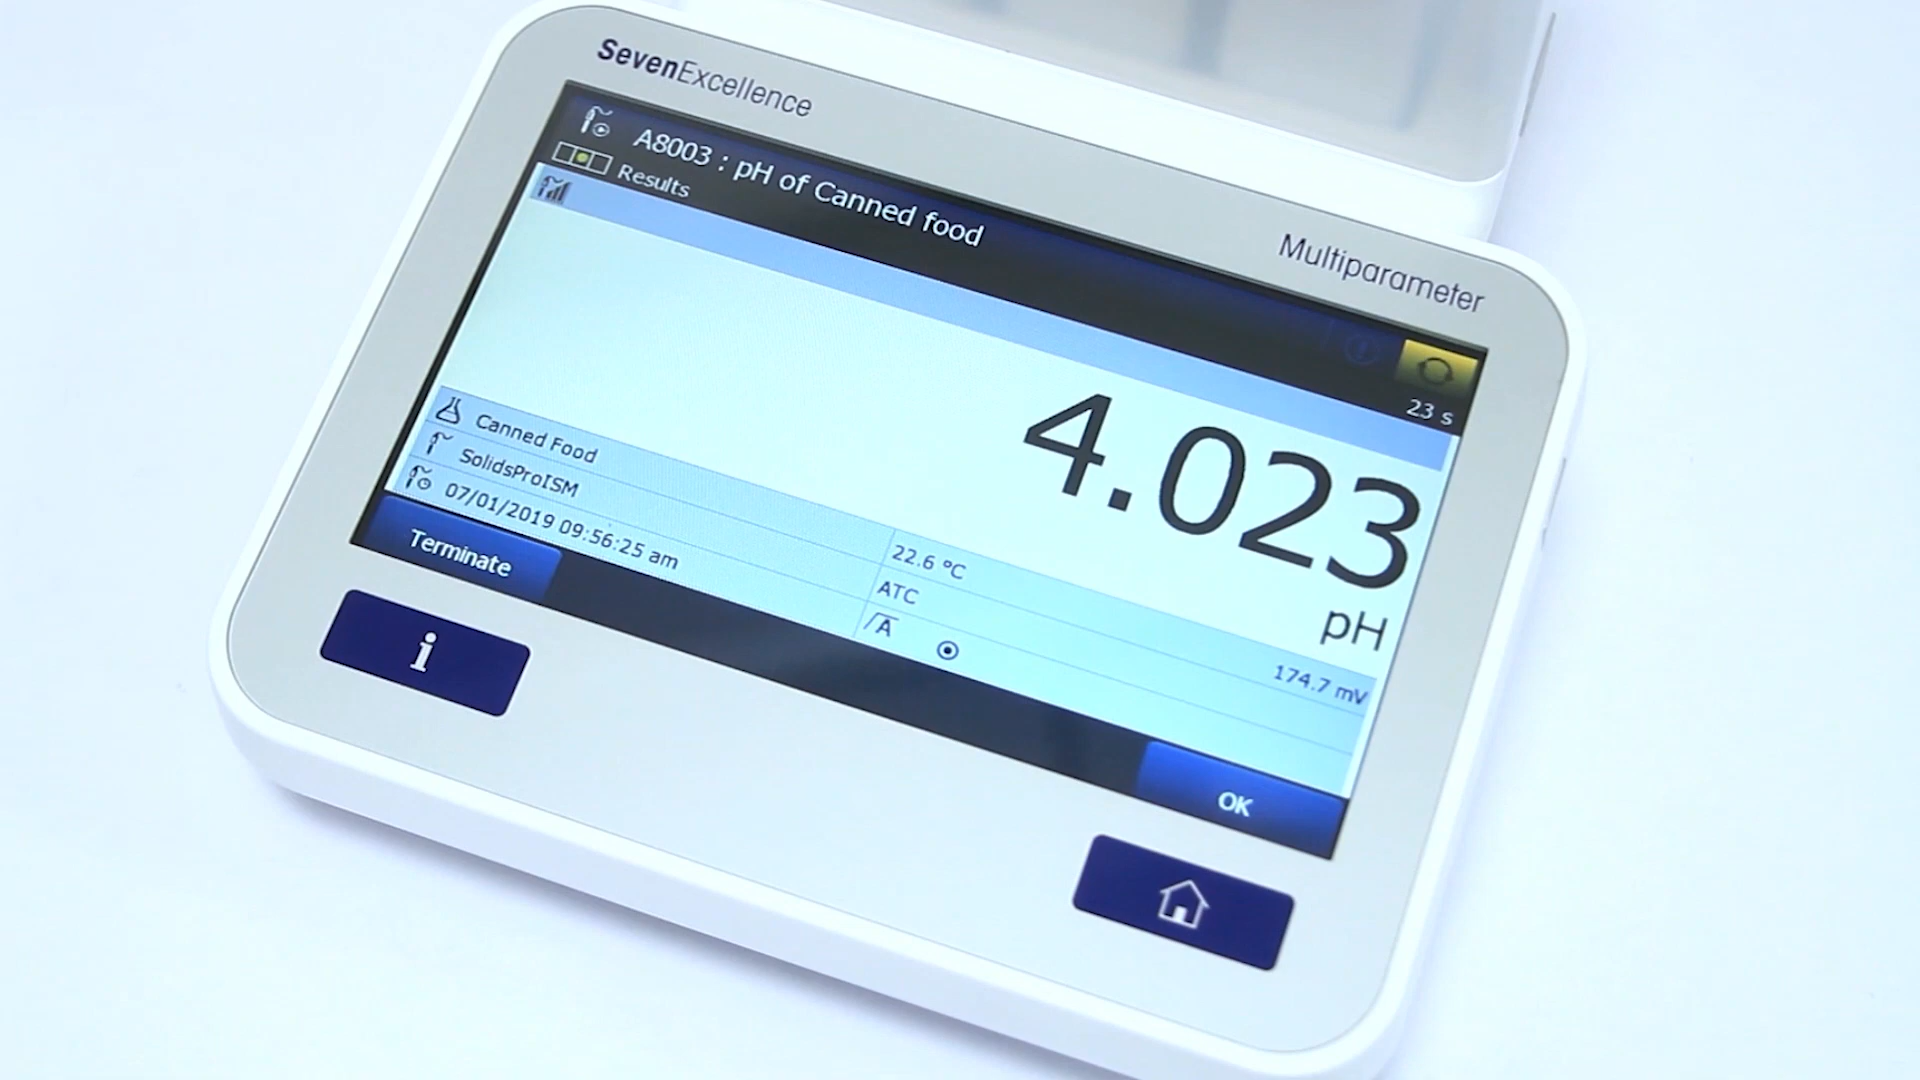 SevenExcellence
Multiparameter
A8003 : pH of Canned food
Results
23 s
4.023
pH
Canned Food
SolidsProISM
07/01/2019 09:56:25 am
22.6 °C
174.7 mV
ATC
/A
Terminate
OK
i